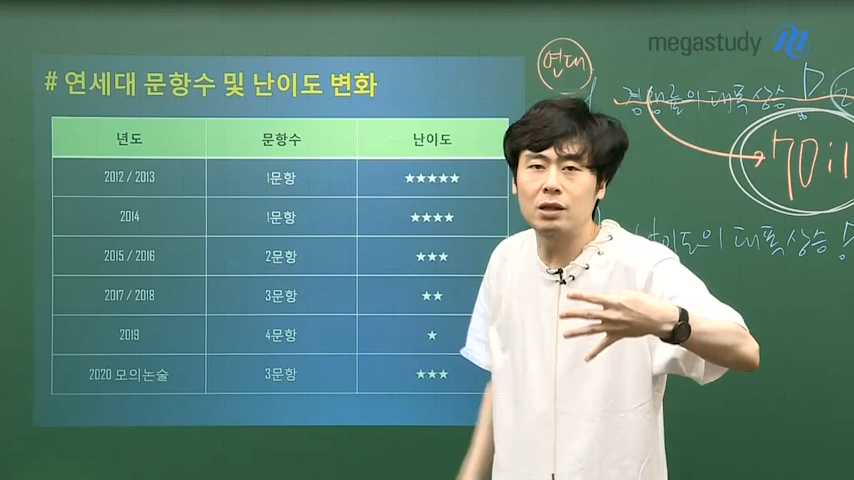 megastudy
# 연세대 문항수 및 난이도 변화
년도 문항수 난이도
2012 / 2013 1문항 ★★★★★
2014 1문항 ★★★★
2015 / 2016 2문항 ★★★
2017 / 2018 3문항 ★★
2019 4문항 ★
2020 모의논술 3문항 ★★★
연대
경쟁률의 대폭상승
70:1
난이도의 대폭상승!